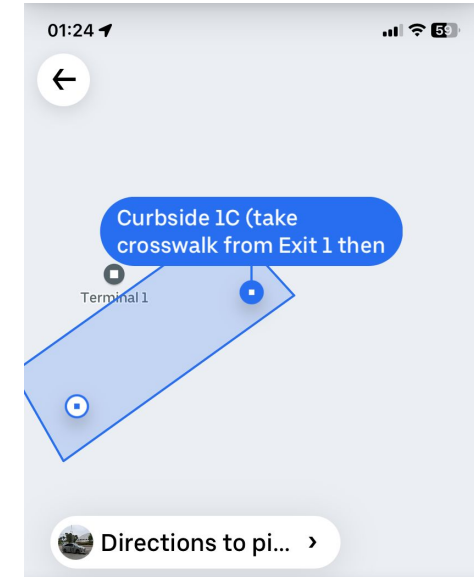 01:24
59
Curbside 1C (take
crosswalk from Exit 1 then
Terminal 1
Directions to pi...